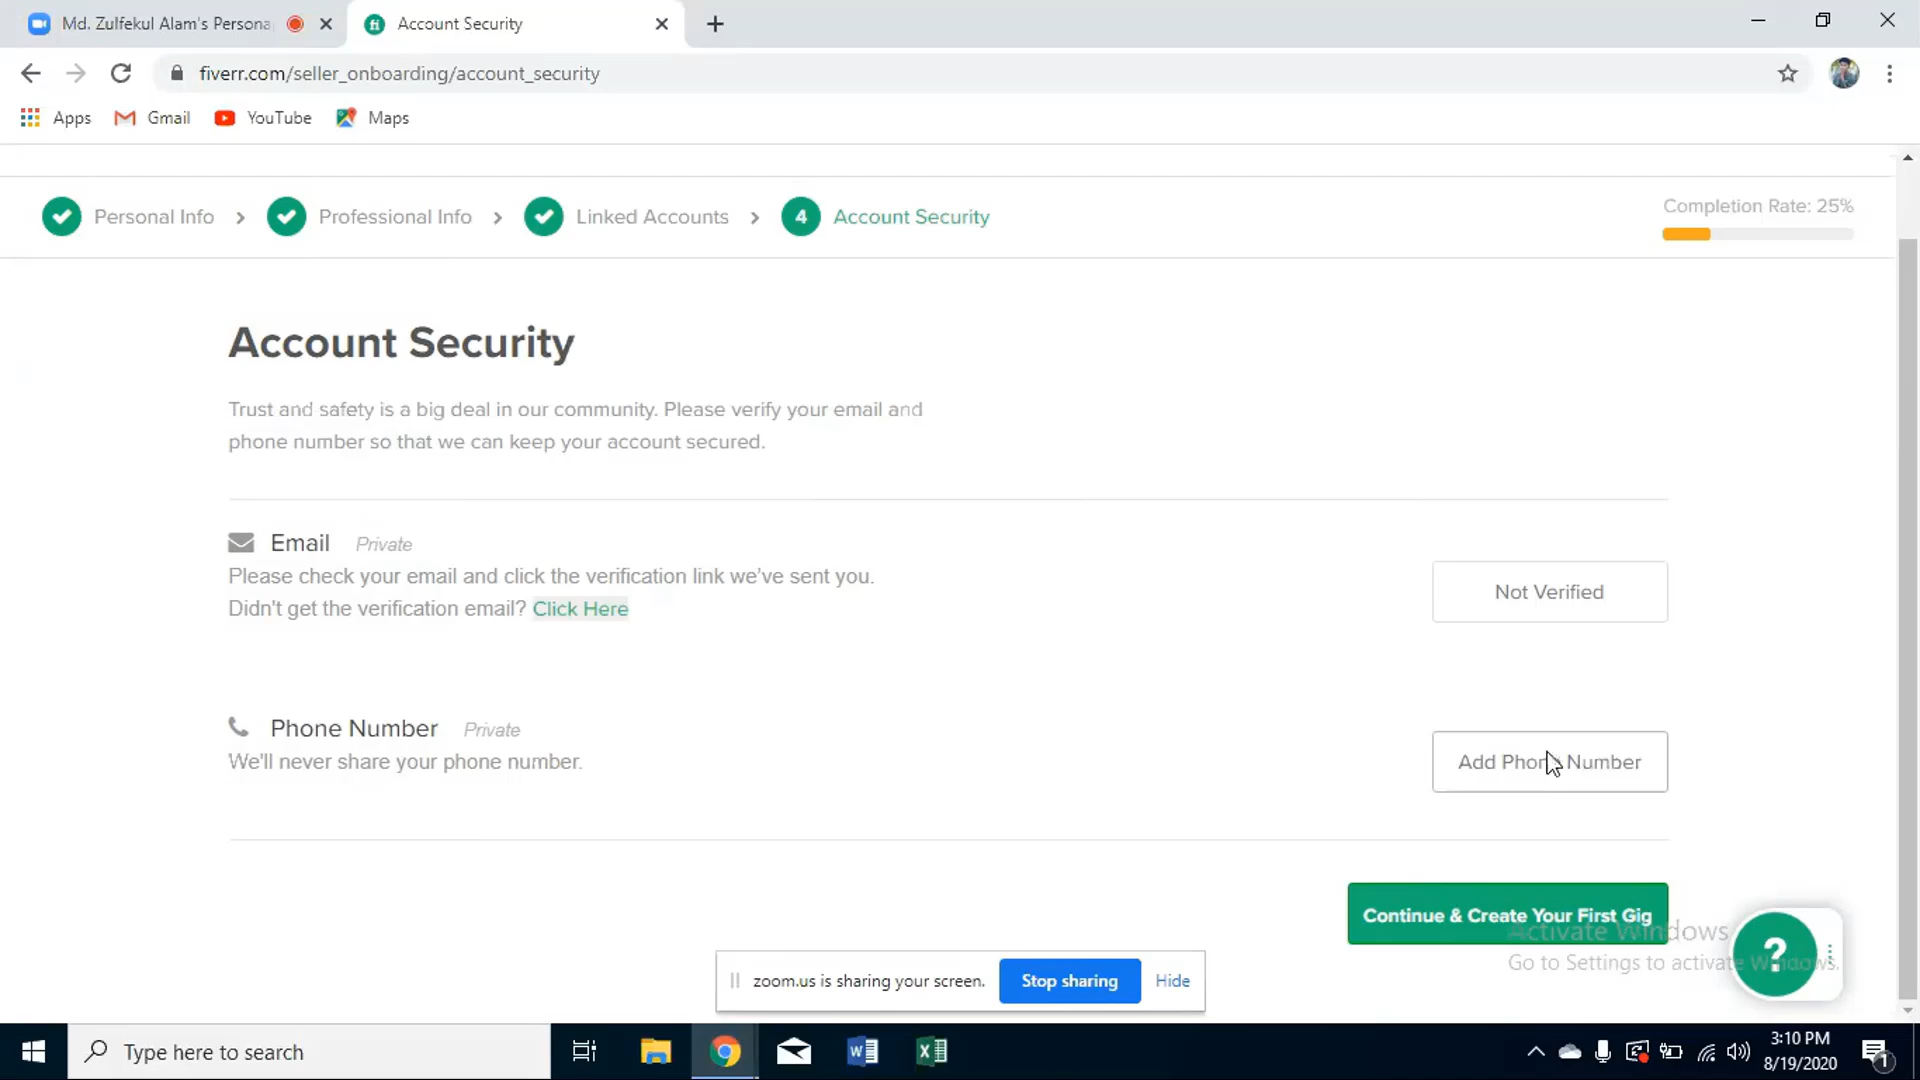 Md. Zulfekul Alam's Persona
Account Security
fiverr.com/seller_onboarding/account_security
Apps
Gmail
YouTube
Maps
Personal Info
Professional Info
Linked Accounts
4
Account Security
Completion Rate: 25%
Account Security
Trust and safety is a big deal in our community. Please verify your email and
phone number so that we can keep your account secured.
Email Private
Please check your email and click the verification link we've sent you.
Didn't get the verification email? Click Here
Not Verified
Phone Number Private
We'll never share your phone number.
Add Phone Number
Continue & Create Your First Gig
Activate Windows
Go to Settings to activate Windows.
?
zoom.us is sharing your screen.
Stop sharing
Hide
Type here to search
3:10 PM
8/19/2020
1